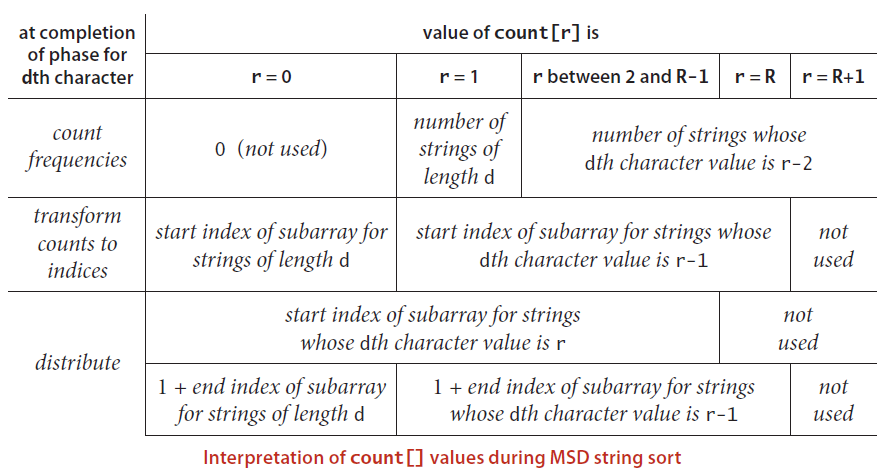 at completion
of phase for
dth character
value of count[r] is
r = 0
r = 1
r between 2 and R-1
r = R
r = R+1
count
frequencies
0 (not used)
number of
strings of
length d
number of strings whose
dth character value is r-2
transform
counts to
indices
start index of subarray for
strings of length d
start index of subarray for strings whose
dth character value is r-1
not
used
distribute
start index of subarray for strings
whose dth character value is r
not
used
1 + end index of subarray
for strings of length d
1 + end index of subarray for strings
whose dth character value is r-1
not
used
Interpretation of count[] values during MSD string sort